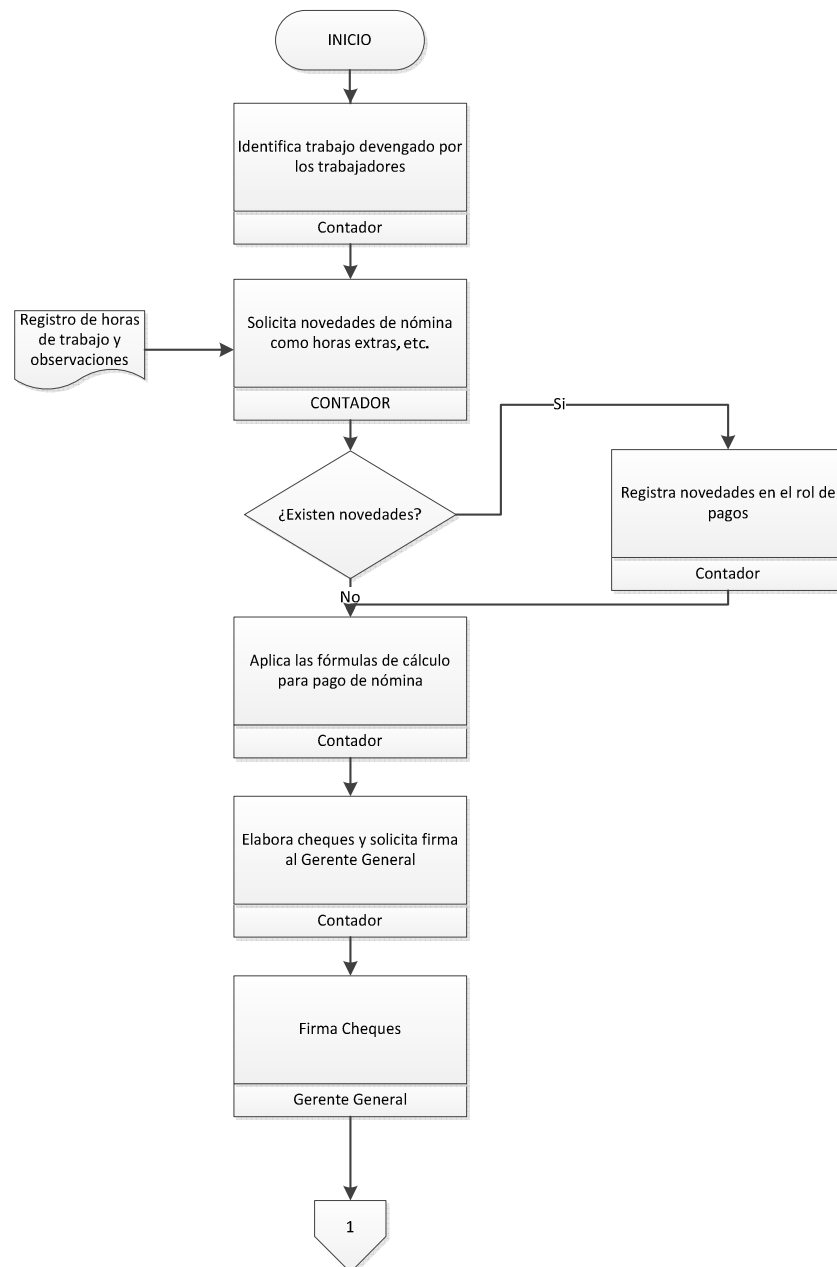 INICIO
Identifica trabajo devengado por
los trabajadores
Contador
Registro de horas
de trabajo y
observaciones
Solicita novedades de nómina
como horas extras, etc.
CONTADOR
Si
¿Existen novedades?
Registra novedades en el rol de
pagos
Contador
No
Aplica las fórmulas de cálculo
para pago de nómina
Contador
Elabora cheques y solicita firma
al Gerente General
Contador
Firma Cheques
Gerente General
1